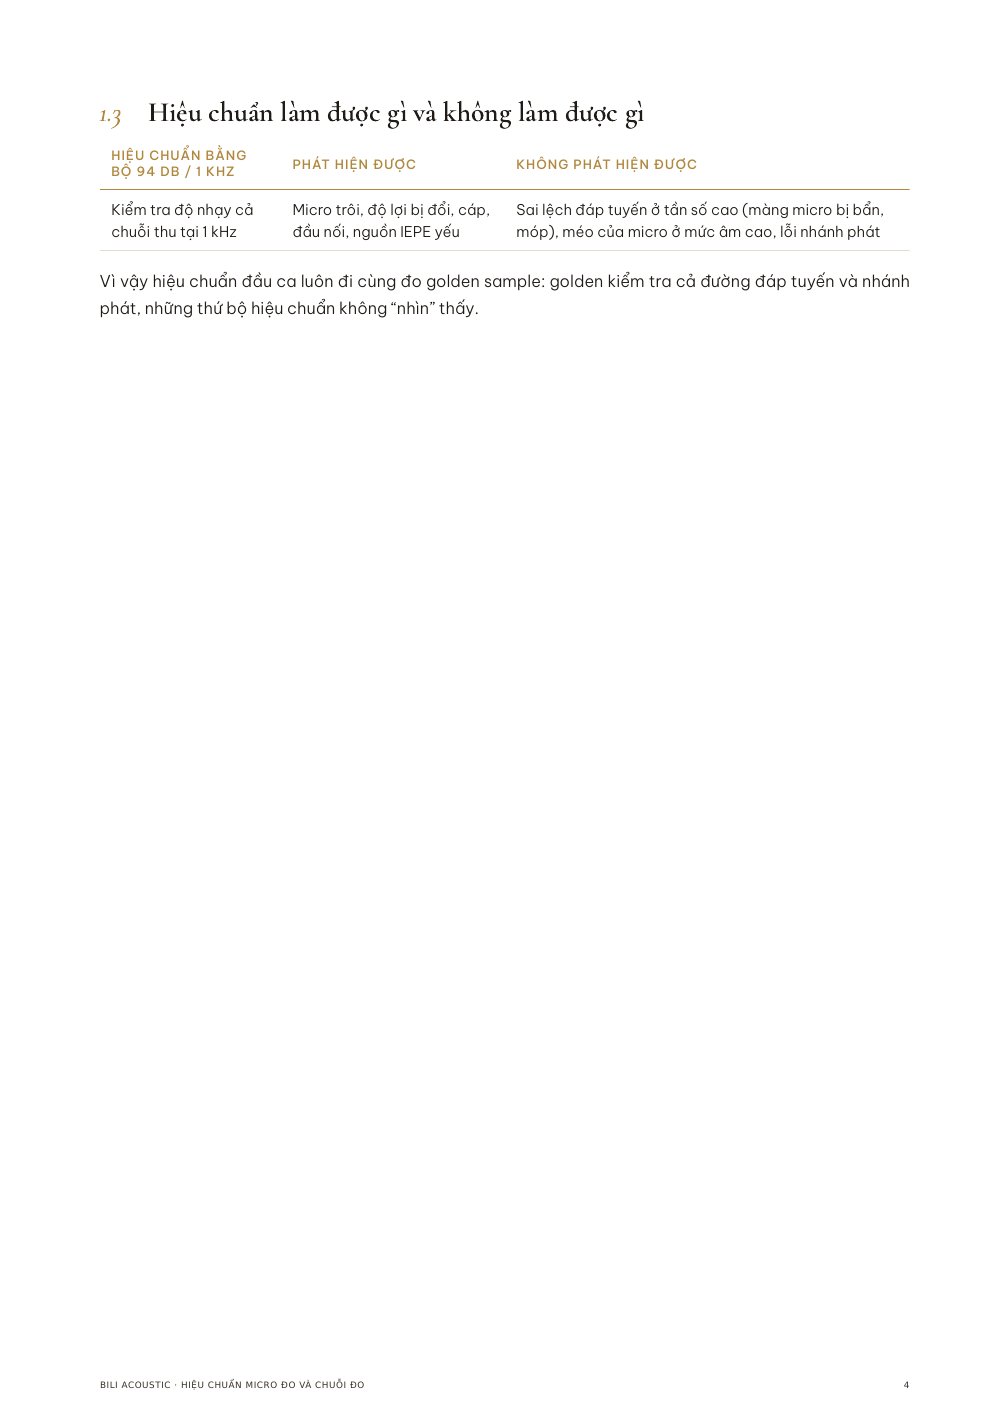 1.3 Hiệu chuẩn làm được gì và không làm được gì
HIỆU CHUẨN BẰNG
BỘ 94 DB / 1 KHZ
PHÁT HIỆN ĐƯỢC
KHÔNG PHÁT HIỆN ĐƯỢC
Kiểm tra độ nhạy cả
chuỗi thu tại 1 kHz
Micro trôi, độ lợi bị đổi, cáp,
đầu nối, nguồn IEPE yếu
Sai lệch đáp tuyến ở tần số cao (màng micro bị bẩn,
móp), méo của micro ở mức âm cao, lỗi nhánh phát
Vì vậy hiệu chuẩn đầu ca luôn đi cùng đo golden sample: golden kiểm tra cả đường đáp tuyến và nhánh
phát, những thứ bộ hiệu chuẩn không “nhìn” thấy.
BILI ACOUSTIC · HIỆU CHUẨN MICRO ĐO VÀ CHUỖI ĐO
4